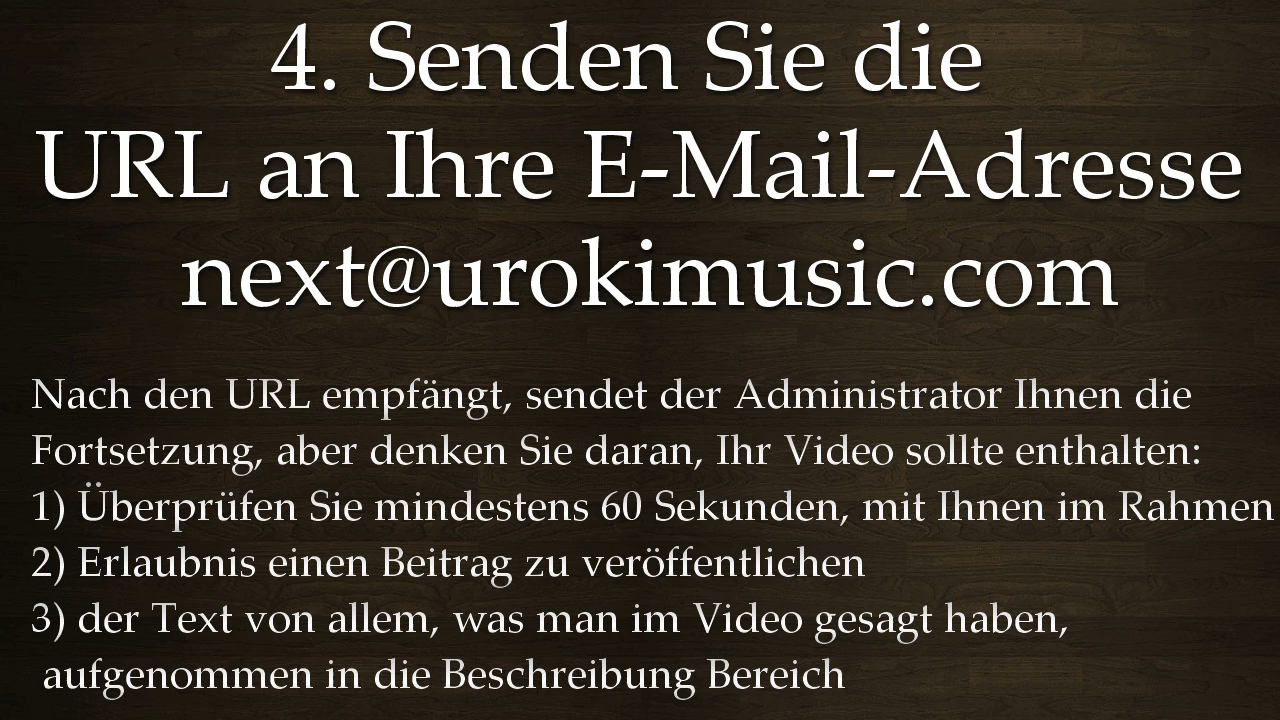 4. Senden Sie die
URL an Ihre E-Mail-Adresse
next@urokimusic.com
Nach den URL empfängt, sendet der Administrator Ihnen die
Fortsetzung, aber denken Sie daran, Ihr Video sollte enthalten:
1) Überprüfen Sie mindestens 60 Sekunden, mit Ihnen im Rahmen
2) Erlaubnis einen Beitrag zu veröffentlichen
3) der Text von allem, was man im Video gesagt haben,
aufgenommen in die Beschreibung Bereich